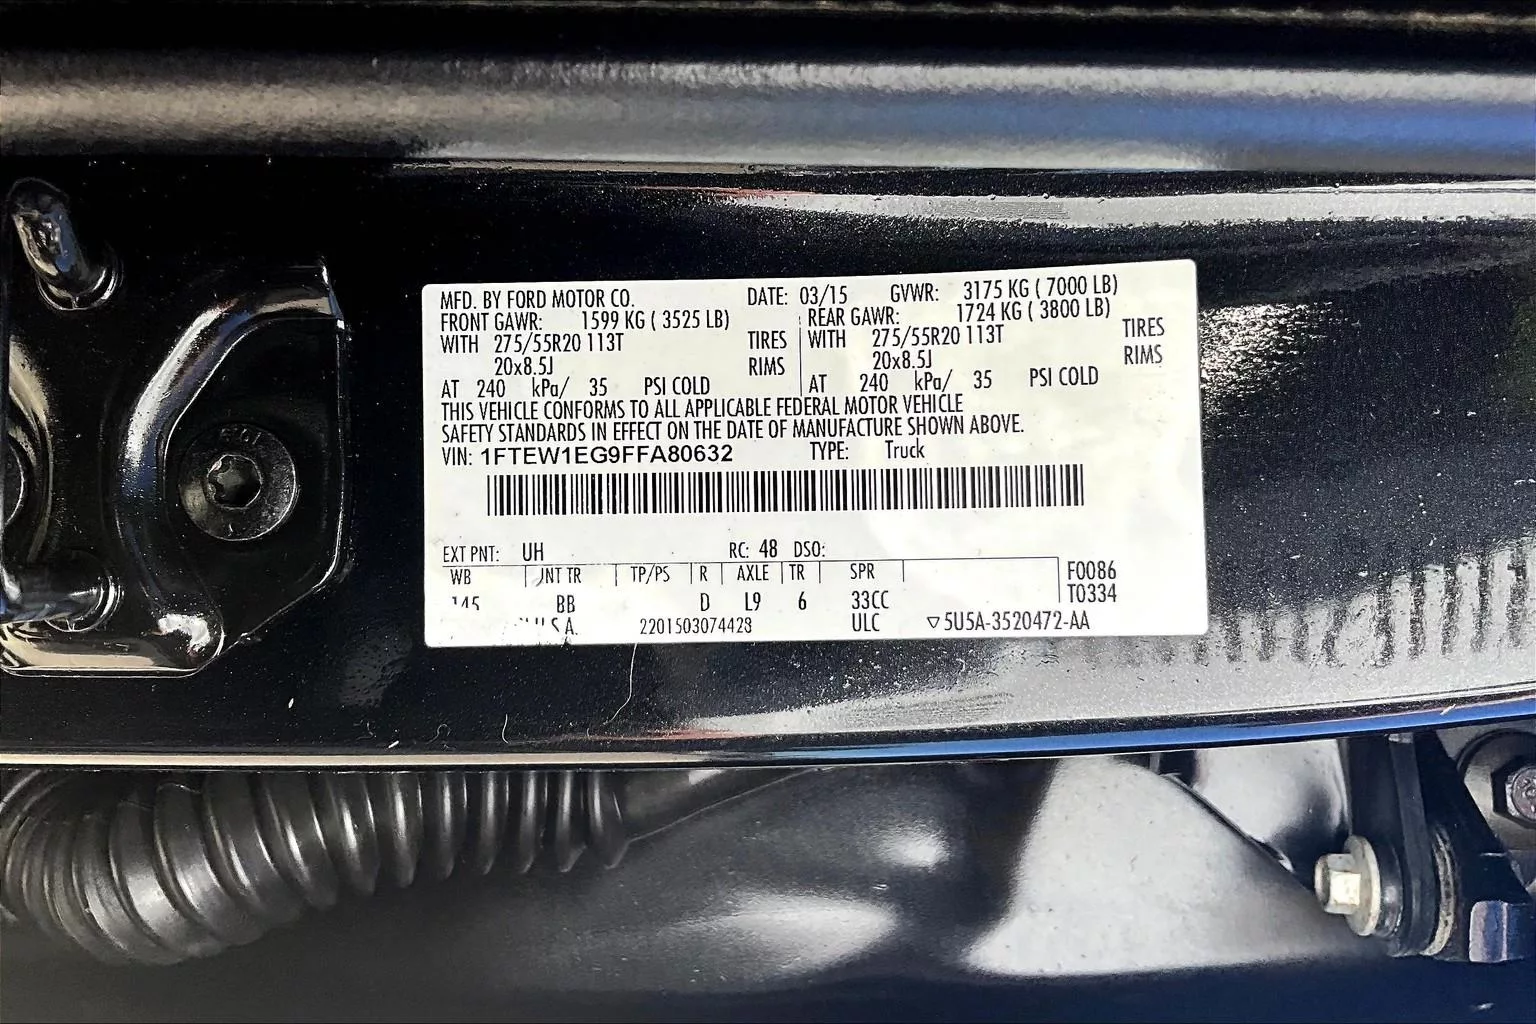 MFD. BY FORD MOTOR CO. DATE: 03/15 GVWR: 3175 KG ( 7000 LB)
FRONT GAWR: 1599 KG ( 3525 LB) REAR GAWR: 1724 KG ( 3800 LB)
WITH 275/55R20 113T TIRES WITH 275/55R20 113T TIRES
20x8.5J RIMS 20x8.5J RIMS
AT 240 kPa/ 35 PSI COLD AT 240 kPa/ 35 PSI COLD
THIS VEHICLE CONFORMS TO ALL APPLICABLE FEDERAL MOTOR VEHICLE
SAFETY STANDARDS IN EFFECT ON THE DATE OF MANUFACTURE SHOWN ABOVE.
VIN: 1FTEW1EG9FFA80632 TYPE: Truck
EXT PNT: UH RC: 48 DSO:
WB INT TR TP/PS R AXLE TR SPR F0086
145 BB D L9 6 33CC T0334
2201503074428 ULC ▽5U5A-3520472-AA